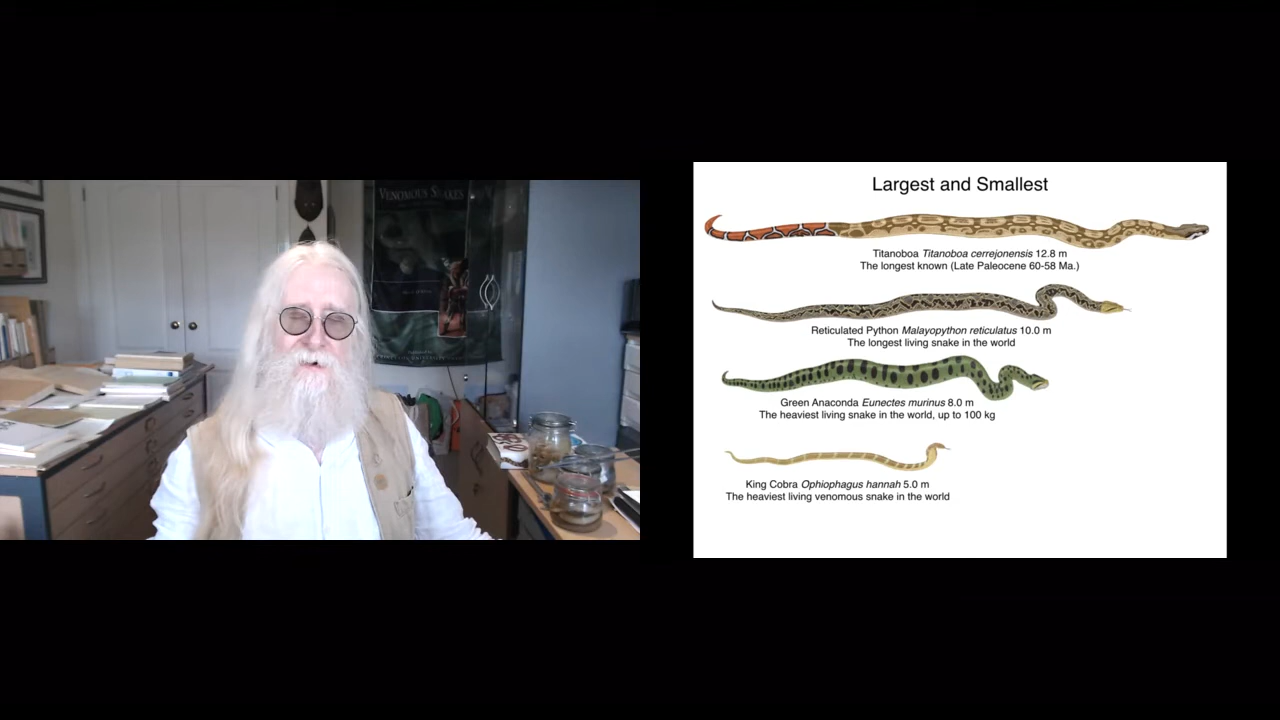 VENOMOUS SNAKES
Largest and Smallest
Titanoboa Titanoboa cerrejonensis 12.8 m
The longest known (Late Paleocene 60-58 Ma.)
Reticulated Python Malayopython reticulatus 10.0 m
The longest living snake in the world
Green Anaconda Eunectes murinus 8.0 m
The heaviest living snake in the world, up to 100 kg
King Cobra Ophiophagus hannah 5.0 m
The heaviest living venomous snake in the world